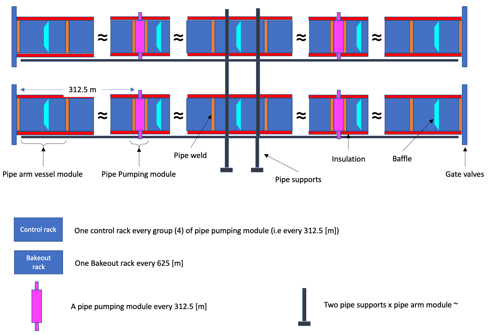 ≈ ≈ ≈ ≈
312.5 m
≈ ≈ ≈ ≈
Pipe weld
Insulation
Baffle
Pipe arm vessel module
Pipe Pumping module
Pipe supports
Gate valves
Control rack
One control rack every group (4) of pipe pumping module (i.e every 312.5 [m])
Bakeout rack
One Bakeout rack every 625 [m]
A pipe pumping module every 312.5 [m]
Two pipe supports x pipe arm module ~